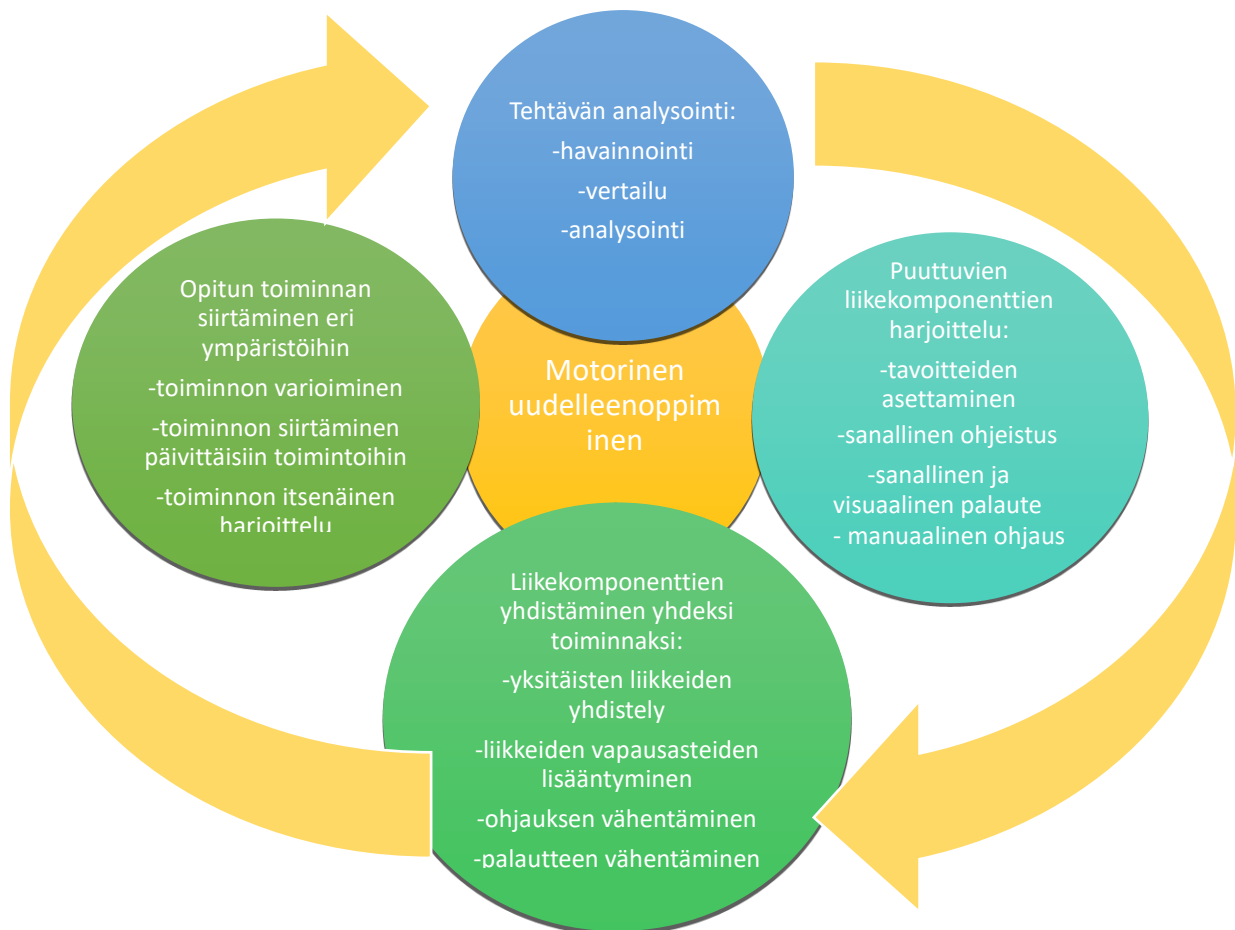 Tehtävän analysointi:
-havainnointi
-vertailu
-analysointi
Puuttuvien
liikekomponenttien
harjoittelu:
-tavoitteiden
asettaminen
-sanallinen ohjeistus
-sanallinen ja
visuaalinen palaute
- manuaalinen ohjaus
Liikekomponenttien
yhdistäminen yhdeksi
toiminnaksi:
-yksitäisten liikkeiden
yhdistely
-liikkeiden vapausasteiden
lisääntyminen
-ohjauksen vähentäminen
-palautteen vähentäminen
Opitun toiminnan
siirtäminen eri
ympäristöihin
-toiminnon varioiminen
-toiminnon siirtäminen
päivittäisiin toimintoihin
-toiminnon itsenäinen
harjoittelu
Motorinen
uudelleenoppim
inen